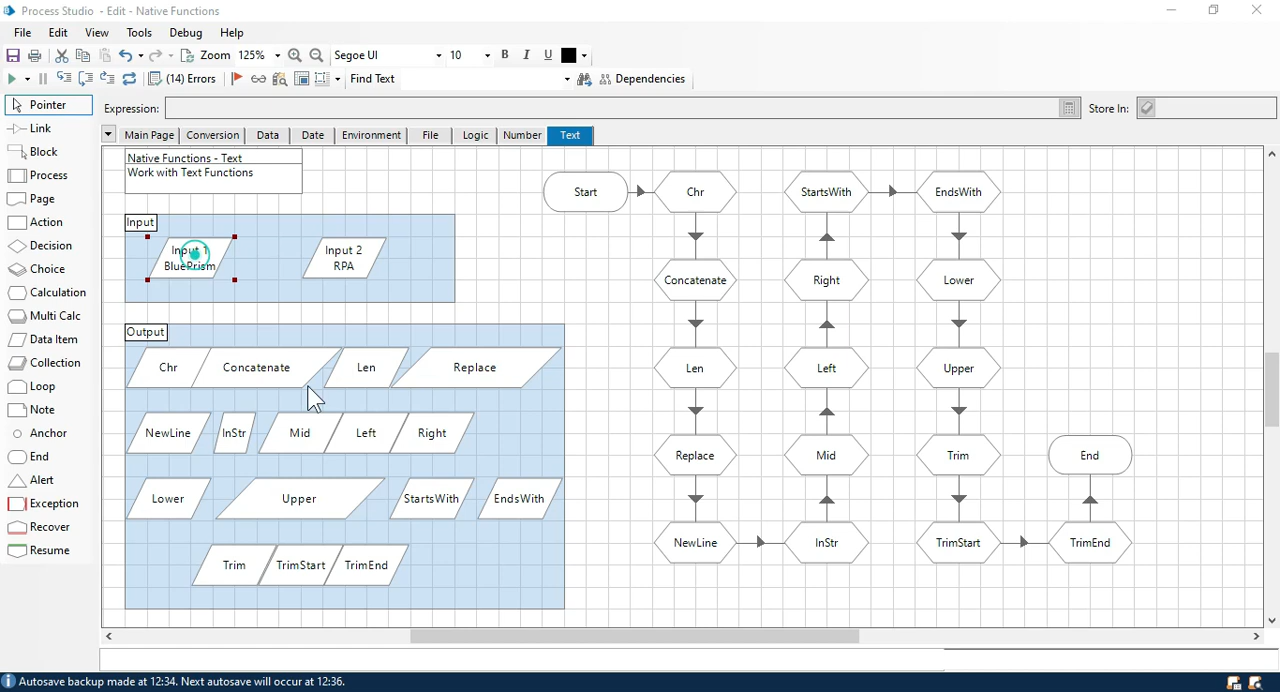 Process Studio - Edit - Native Functions
File Edit View Tools Debug Help
Zoom 125% Segoe UI 10 B I U
(14) Errors Find Text Dependencies
Pointer
Link
Block
Process
Page
Action
Decision
Choice
Calculation
Multi Calc
Data Item
Collection
Loop
Note
Anchor
End
Alert
Exception
Recover
Resume
Expression: Store In:
Main Page Conversion Data Date Environment File Logic Number Text
Native Functions - Text
Work with Text Functions
Input
Input 1
BluePrism
Input 2
RPA
Output
Chr Concatenate Len Replace
NewLine InStr Mid Left Right
Lower Upper StartsWith EndsWith
Trim TrimStart TrimEnd
Start Chr StartsWith EndsWith
Concatenate Right Lower
Len Left Upper
Replace Mid Trim End
NewLine InStr TrimStart TrimEnd
Autosave backup made at 12:34. Next autosave will occur at 12:36.